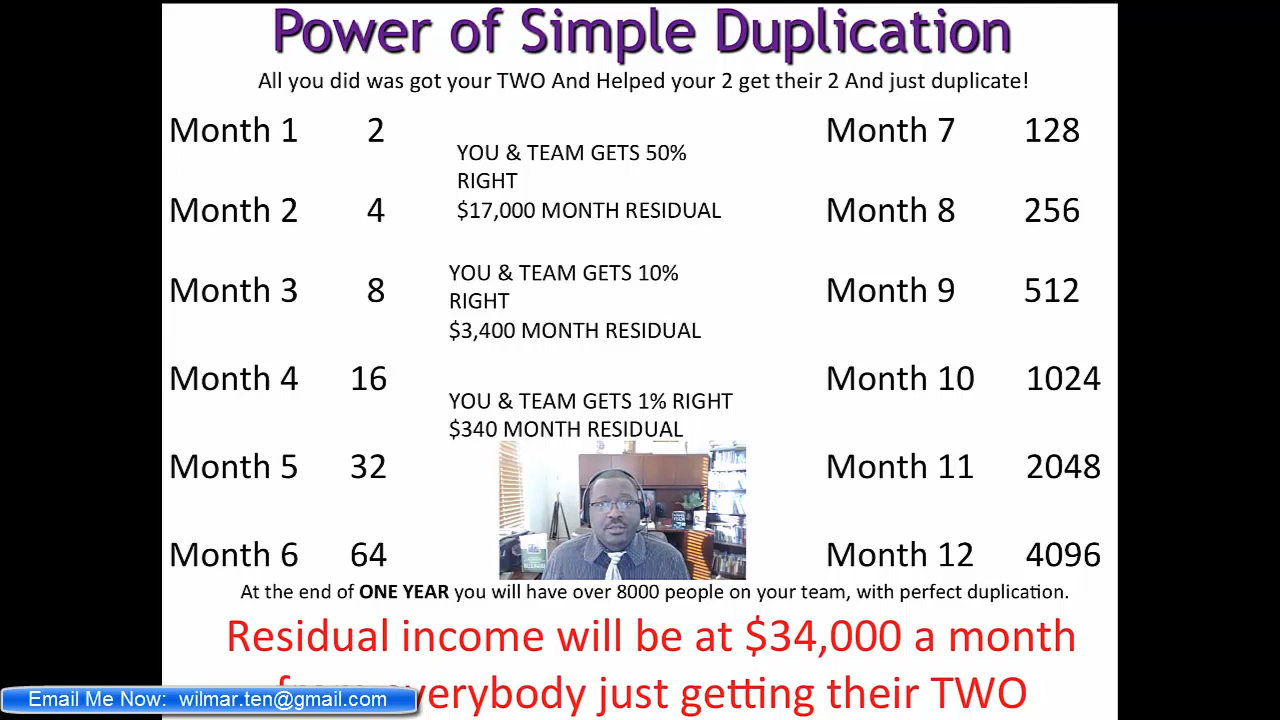 Power of Simple Duplication
All you did was got your TWO And Helped your 2 get their 2 And just duplicate!
Month 1 2
Month 2 4
Month 3 8
Month 4 16
Month 5 32
Month 6 64
YOU & TEAM GETS 50%
RIGHT
$17,000 MONTH RESIDUAL
YOU & TEAM GETS 10%
RIGHT
$3,400 MONTH RESIDUAL
YOU & TEAM GETS 1% RIGHT
$340 MONTH RESIDUAL
Month 7 128
Month 8 256
Month 9 512
Month 10 1024
Month 11 2048
Month 12 4096
At the end of ONE YEAR you will have over 8000 people on your team, with perfect duplication.
Residual income will be at $34,000 a month
everybody just getting their TWO
Email Me Now: wilmar.ten@gmail.com